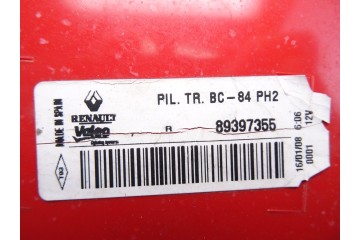 MADE IN SPAIN
RENAULT
Valeo
PIL. TR. BC-84 PH2
R 89397355
16/01/08 6:06
0001 12V